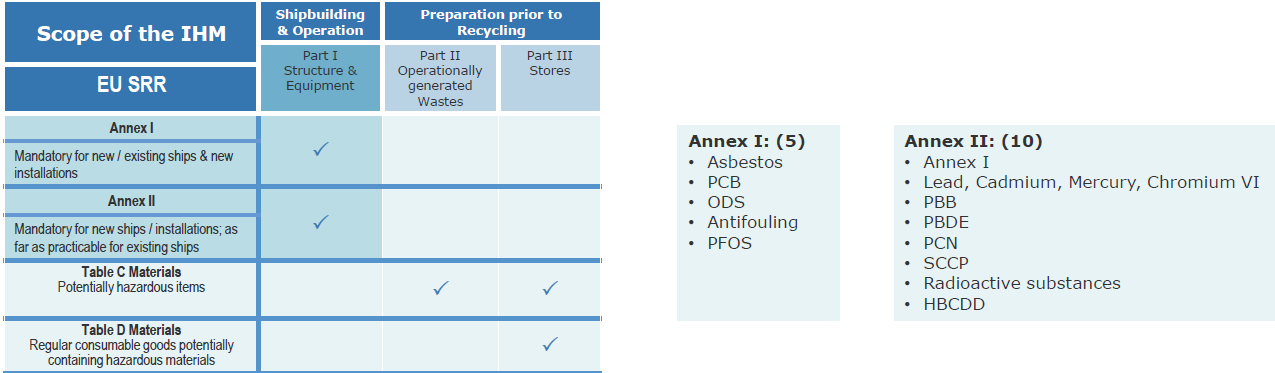 Scope of the IHM
Shipbuilding
& Operation
Preparation prior to
Recycling
EU SRR
Part I
Structure &
Equipment
Part II
Operationally
generated
Wastes
Part III
Stores
Annex I
Mandatory for new / existing ships & new
installations
✓
Annex II
Mandatory for new ships / installations; as
far as practicable for existing ships
✓
Table C Materials
Potentially hazardous items
✓ ✓
Table D Materials
Regular consumable goods potentially
containing hazardous materials
✓
Annex I: (5)
• Asbestos
• PCB
• ODS
• Antifouling
• PFOS
Annex II: (10)
• Annex I
• Lead, Cadmium, Mercury, Chromium VI
• PBB
• PBDE
• PCN
• SCCP
• Radioactive substances
• HBCDD